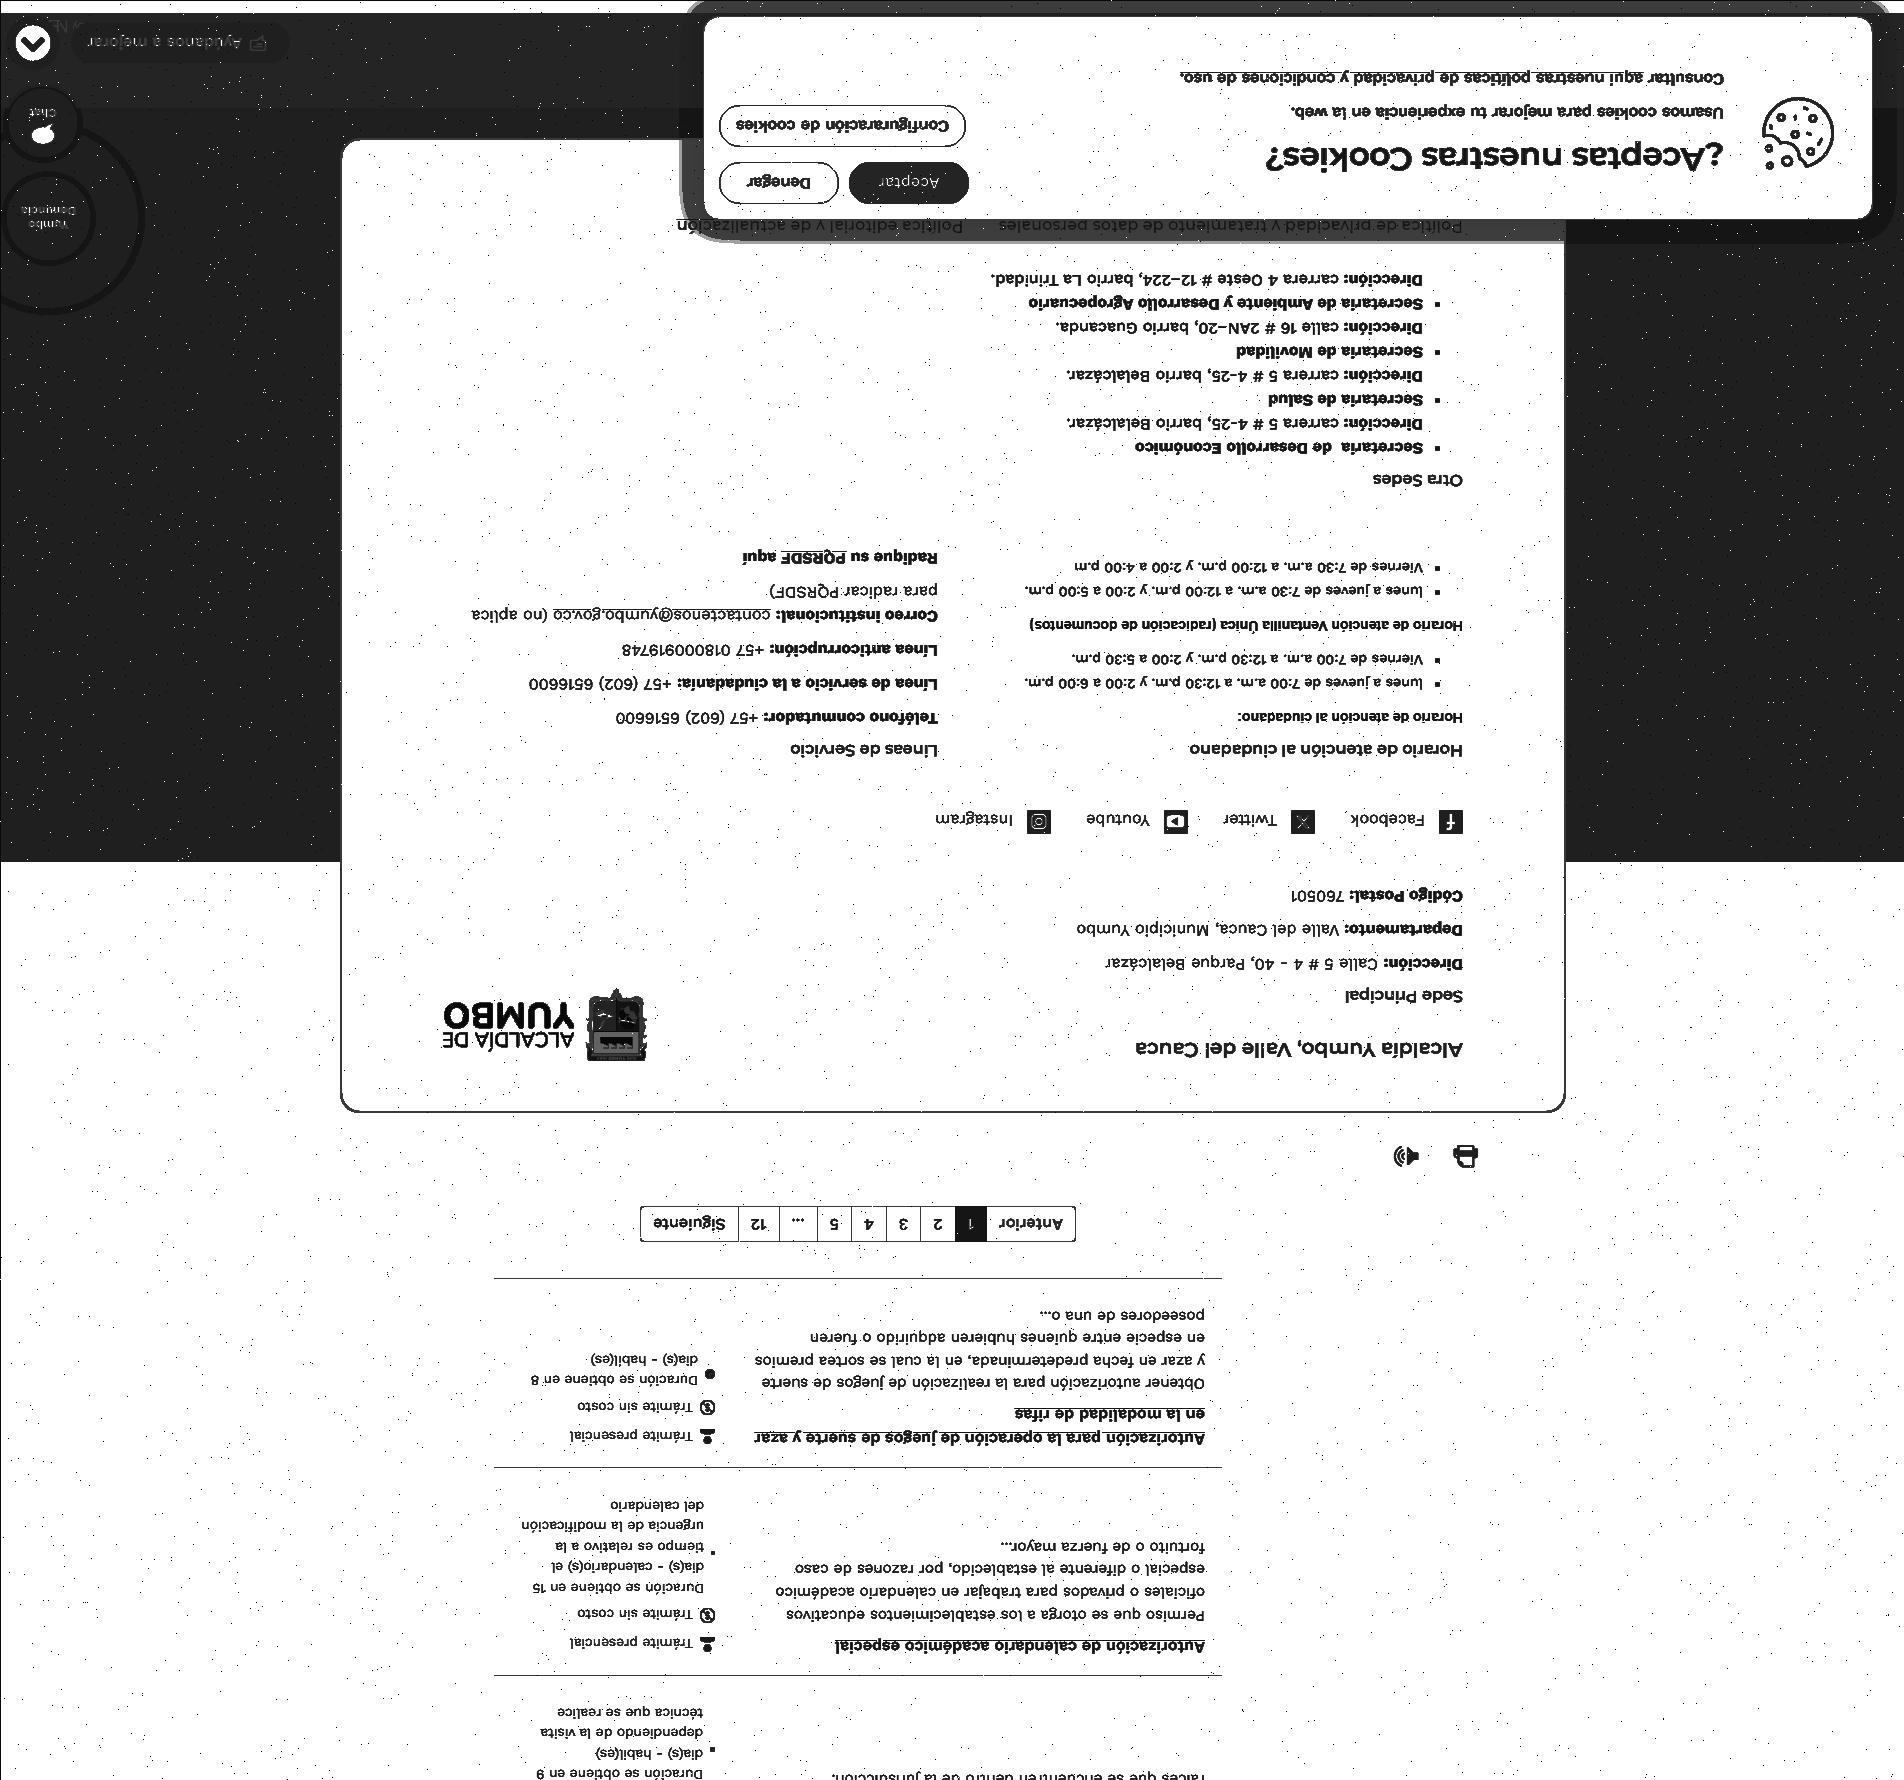 raíces que se encuentren dentro de la jurisdicción.
Duración se obtiene en 9
día(s) - hábil(es)
dependiendo de la visita
técnica que se realice
Autorización de calendario académico especial
Permiso que se otorga a los establecimientos educativos
oficiales o privados para trabajar en calendario académico
especial o diferente al establecido, por razones de caso
fortuito o de fuerza mayor...
Trámite presencial
Trámite sin costo
Duración se obtiene en 15
día(s) - calendario(s) el
tiempo es relativo a la
urgencia de la modificación
del calendario
Autorización para la operación de juegos de suerte y azar
en la modalidad de rifas
Obtener autorización para la realización de juegos de suerte
y azar en fecha predeterminada, en la cual se sortea premios
en especie entre quienes hubieren adquirido o fueren
poseedores de una o...
Trámite presencial
Trámite sin costo
Duración se obtiene en 8
día(s) - hábil(es)
Anterior 1 2 3 4 5 ... 12 Siguiente
Alcaldía Yumbo, Valle del Cauca
ALCALDÍA DE
YUMBO
Sede Principal
Dirección: Calle 5 # 4 - 40, Parque Belalcázar
Departamento: Valle del Cauca, Municipio Yumbo
Código Postal: 760501
Facebook Twitter Youtube Instagram
Horario de atención al ciudadano
Horario de atención al ciudadano:
lunes a jueves de 7:00 a.m. a 12:30 p.m. y 2:00 a 6:00 p.m.
Viernes de 7:00 a.m. a 12:30 p.m. y 2:00 a 5:30 p.m.
Horario de atención Ventanilla Única (radicación de documentos)
lunes a jueves de 7:30 a.m. a 12:00 p.m. y 2:00 a 5:00 p.m.
Viernes de 7:30 a.m. a 12:00 p.m. y 2:00 a 4:00 p.m
Líneas de Servicio
Teléfono conmutador: +57 (602) 6516600
Línea de servicio a la ciudadanía: +57 (602) 6516600
Línea anticorrupción: +57 018000919748
Correo institucional: contactenos@yumbo.gov.co (no aplica
para radicar PQRSDF)
Radique su PQRSDF aquí
Otra Sedes
Secretaría de Desarrollo Económico
Dirección: carrera 5 # 4-25, barrio Belalcázar.
Secretaría de Salud
Dirección: carrera 5 # 4-25, barrio Belalcázar.
Secretaría de Movilidad
Dirección: calle 16 # 2AN-20, barrio Guacanda.
Secretaría de Ambiente y Desarrollo Agropecuario
Dirección: carrera 4 Oeste # 12-224, barrio La Trinidad.
Política de privacidad y tratamiento de datos personales Política editorial y de actualización
¿Aceptas nuestras Cookies?
Usamos cookies para mejorar tu experiencia en la web.
Consultar aquí nuestras políticas de privacidad y condiciones de uso.
Aceptar
Denegar
Configuraración de cookies
Yumbo
Denuncia
Chat
Ayúdanos a mejorar